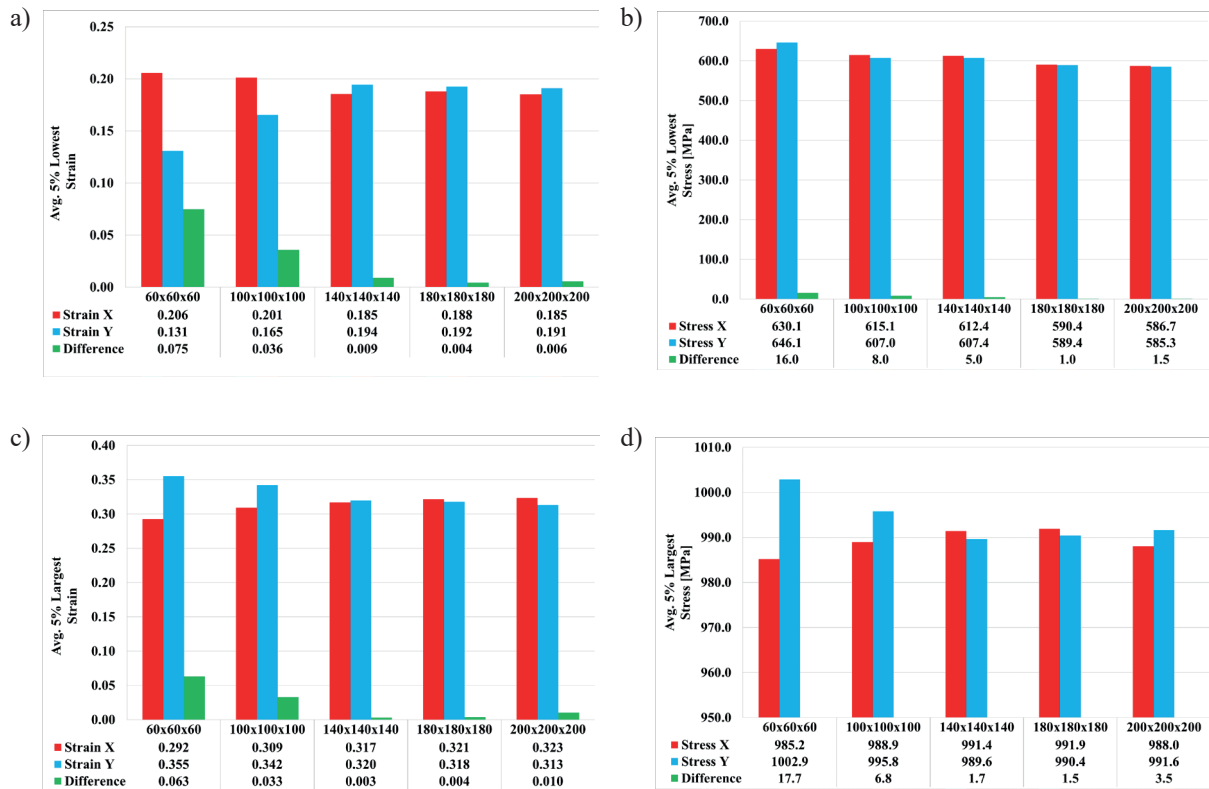 a)
Avg. 5% Lowest
Strain
0.25
0.20
0.15
0.10
0.05
0.00
60x60x60 100x100x100 140x140x140 180x180x180 200x200x200
Strain X 0.206 0.201 0.185 0.188 0.185
Strain Y 0.131 0.165 0.194 0.192 0.191
Difference 0.075 0.036 0.009 0.004 0.006
b)
Avg. 5% Lowest
Stress [MPa]
700.0
600.0
500.0
400.0
300.0
200.0
100.0
0.0
60x60x60 100x100x100 140x140x140 180x180x180 200x200x200
Stress X 630.1 615.1 612.4 590.4 586.7
Stress Y 646.1 607.0 607.4 589.4 585.3
Difference 16.0 8.0 5.0 1.0 1.5
c)
Avg. 5% Largest
Strain
0.40
0.35
0.30
0.25
0.20
0.15
0.10
0.05
0.00
60x60x60 100x100x100 140x140x140 180x180x180 200x200x200
Strain X 0.292 0.309 0.317 0.321 0.323
Strain Y 0.355 0.342 0.320 0.318 0.313
Difference 0.063 0.033 0.003 0.004 0.010
d)
Avg. 5% Largest
Stress [MPa]
1010.0
1000.0
990.0
980.0
970.0
960.0
950.0
60x60x60 100x100x100 140x140x140 180x180x180 200x200x200
Stress X 985.2 988.9 991.4 991.9 988.0
Stress Y 1002.9 995.8 989.6 990.4 991.6
Difference 17.7 6.8 1.7 1.5 3.5